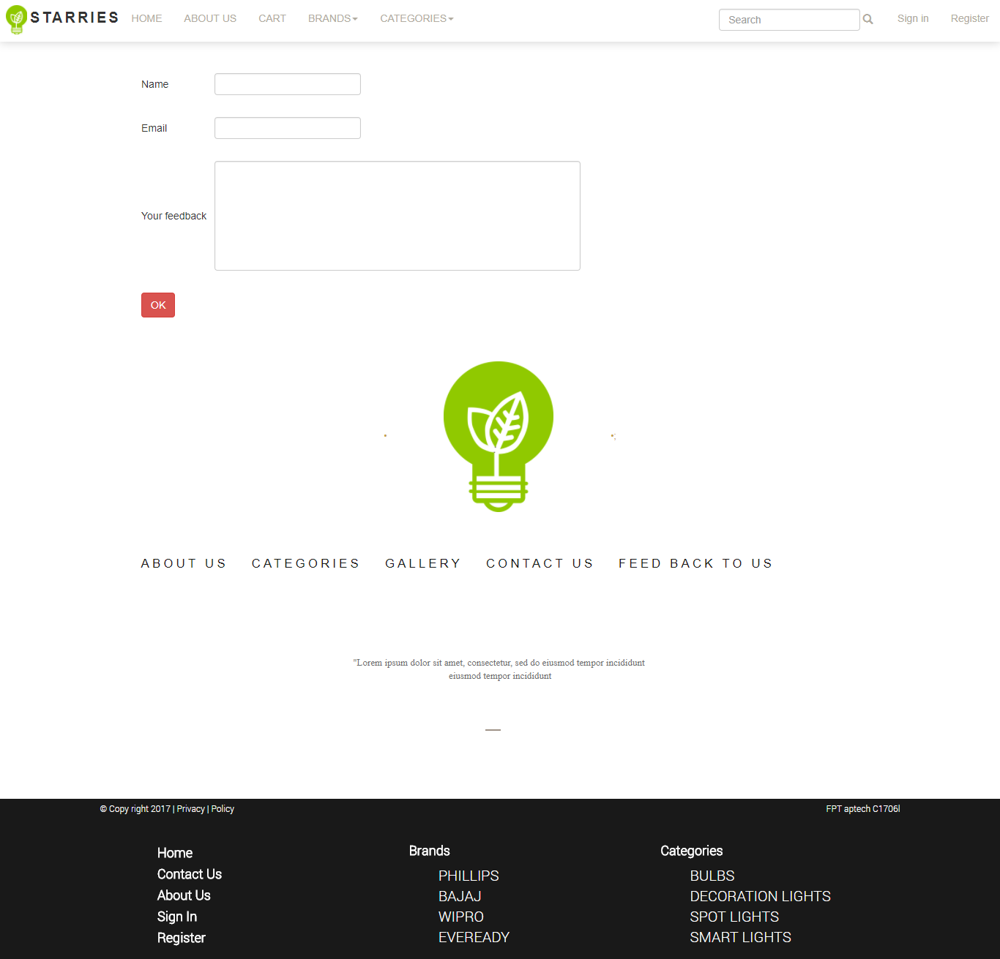 STARRIES HOME ABOUT US CART BRANDS CATEGORIES Search Sign in Register
Name
Email
Your feedback
OK
;
ABOUT US CATEGORIES GALLERY CONTACT US FEED BACK TO US
"Lorem ipsum dolor sit amet, consectetur, sed do eiusmod tempor incididunt
eiusmod tempor incididunt
© Copy right 2017 | Privacy | Policy FPT aptech C1706l
Home
Contact Us
About Us
Sign In
Register
Brands
PHILLIPS
BAJAJ
WIPRO
EVEREADY
Categories
BULBS
DECORATION LIGHTS
SPOT LIGHTS
SMART LIGHTS